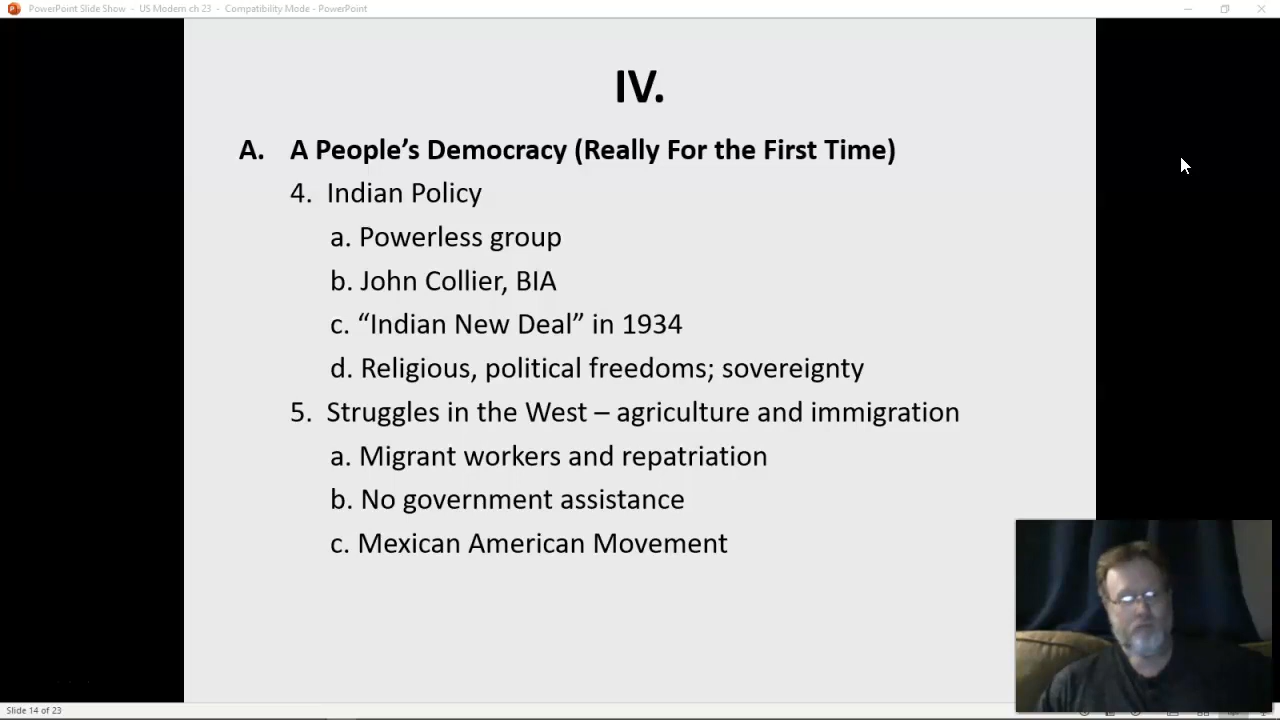 PowerPoint Slide Show - US Modern ch 23 - Compatibility Mode - PowerPoint
IV.
A. A People’s Democracy (Really For the First Time)
4. Indian Policy
a. Powerless group
b. John Collier, BIA
c. “Indian New Deal” in 1934
d. Religious, political freedoms; sovereignty
5. Struggles in the West – agriculture and immigration
a. Migrant workers and repatriation
b. No government assistance
c. Mexican American Movement
Slide 14 of 23